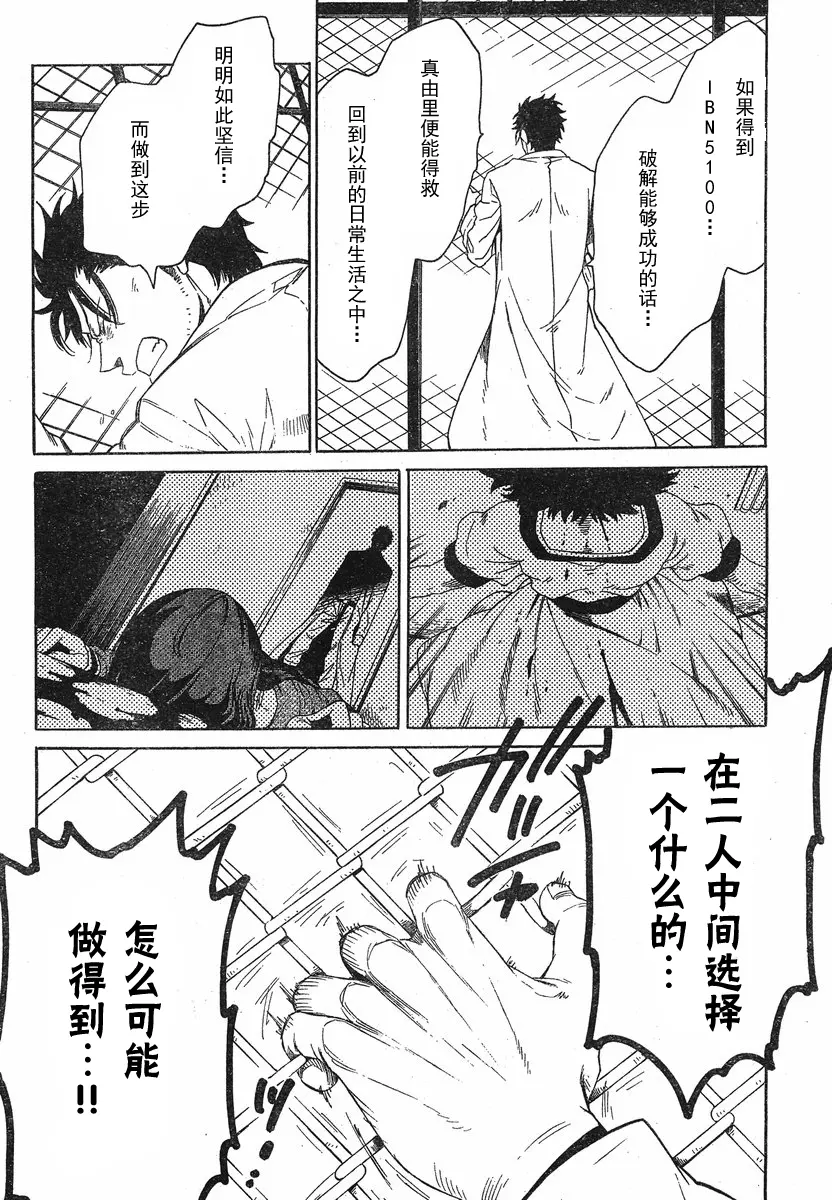 如果得到
IBN5100…
破解能够成功的话…
真由里便能得救
回到以前的日常生活之中…
明明如此坚信…
而做到这步
在二人中间选择
一个什么的…
怎么可能
做得到…!!